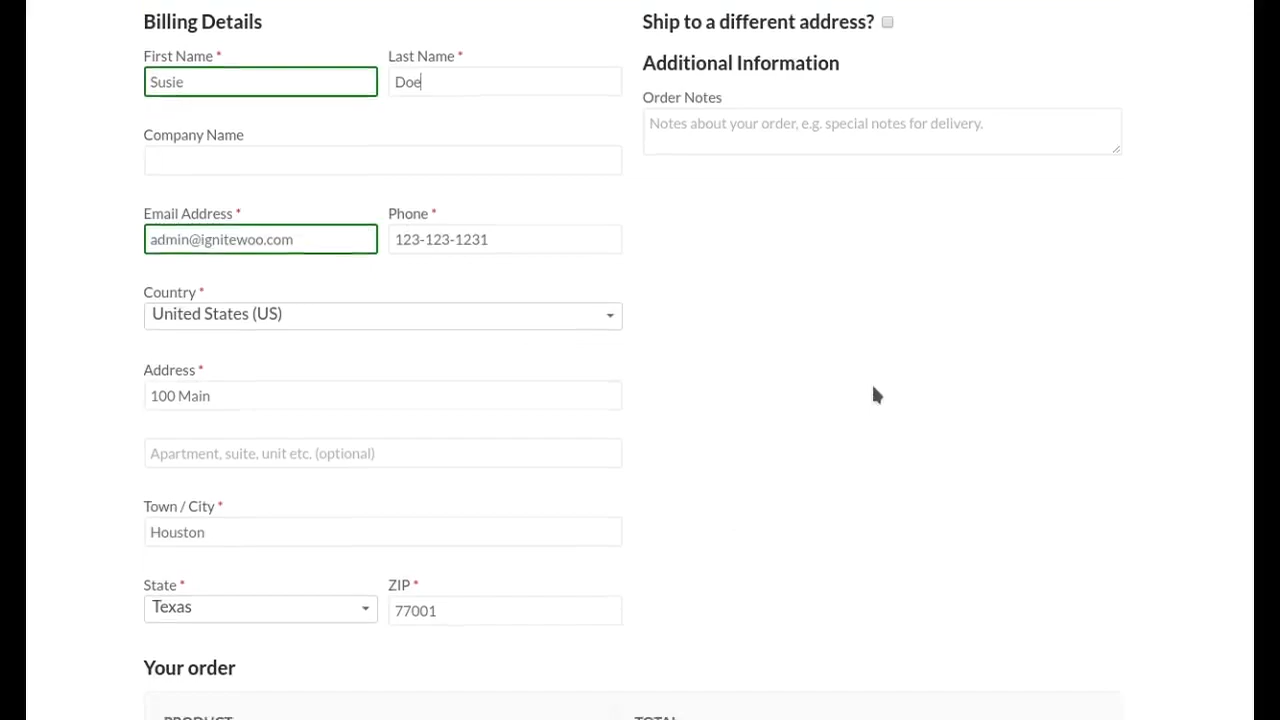 Billing Details
First Name *
Last Name *
Susie
Doe
Company Name
Email Address *
Phone *
admin@ignitewoo.com
123-123-1231
Country *
United States (US)
Address *
100 Main
Apartment, suite, unit etc. (optional)
Town / City *
Houston
State *
ZIP *
Texas
77001
Ship to a different address?
Additional Information
Order Notes
Notes about your order, e.g. special notes for delivery.
Your order
PRODUCT
TOTAL